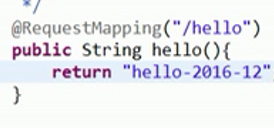 */
@RequestMapping("/hello")
public String hello(){
return "hello-2016-12"
}